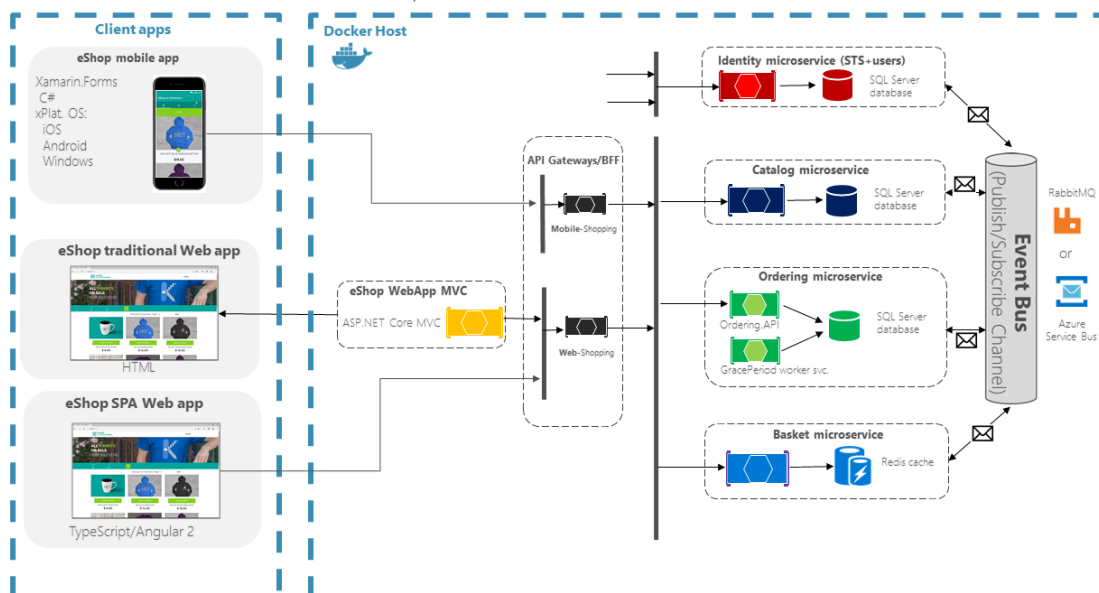 Client apps
eShop mobile app
Xamarin.Forms
C#
xPlat. OS:
iOS
Android
Windows
eShop traditional Web app
HTML
eShop SPA Web app
TypeScript/Angular 2
Docker Host
eShop WebApp MVC
ASP.NET Core MVC
API Gateways/BFF
Mobile-Shopping
Web-Shopping
Identity microservice (STS+users)
SQL Server
database
Catalog microservice
SQL Server
database
Ordering microservice
Ordering.API
SQL Server
database
GracePeriod worker svc.
Basket microservice
Redis cache
Event Bus
(Publish/Subscribe Channel)
RabbitMQ
or
Azure
Service Bus